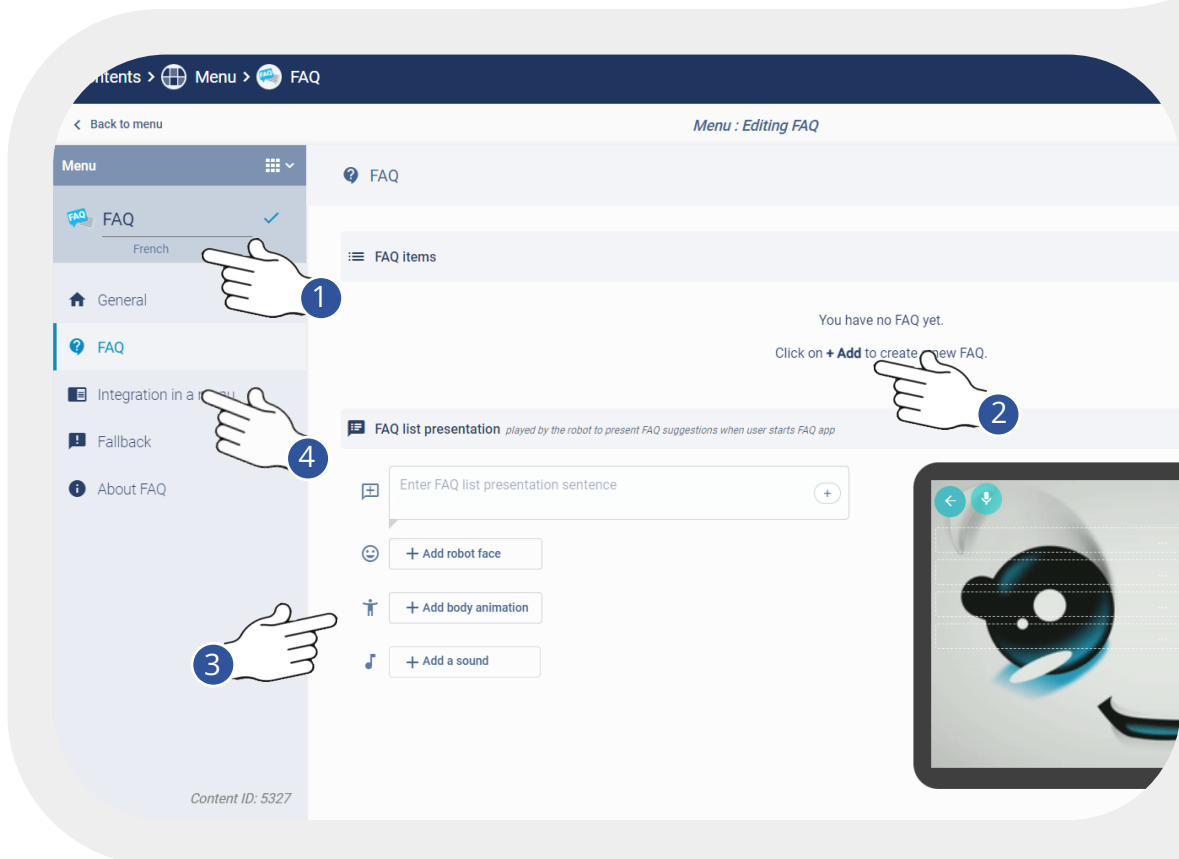 Menu > FAQ
Back to menu
Menu : Editing FAQ
Menu
FAQ
FAQ
FAQ
French
FAQ items
1
General
You have no FAQ yet.
FAQ
Click on + Add to create new FAQ.
Integration in a
2
FAQ list presentation played by the robot to present FAQ suggestions when user starts FAQ app
Fallback
4
About FAQ
Enter FAQ list presentation sentence
+ Add robot face
+ Add body animation
3
+ Add a sound
Content ID: 5327